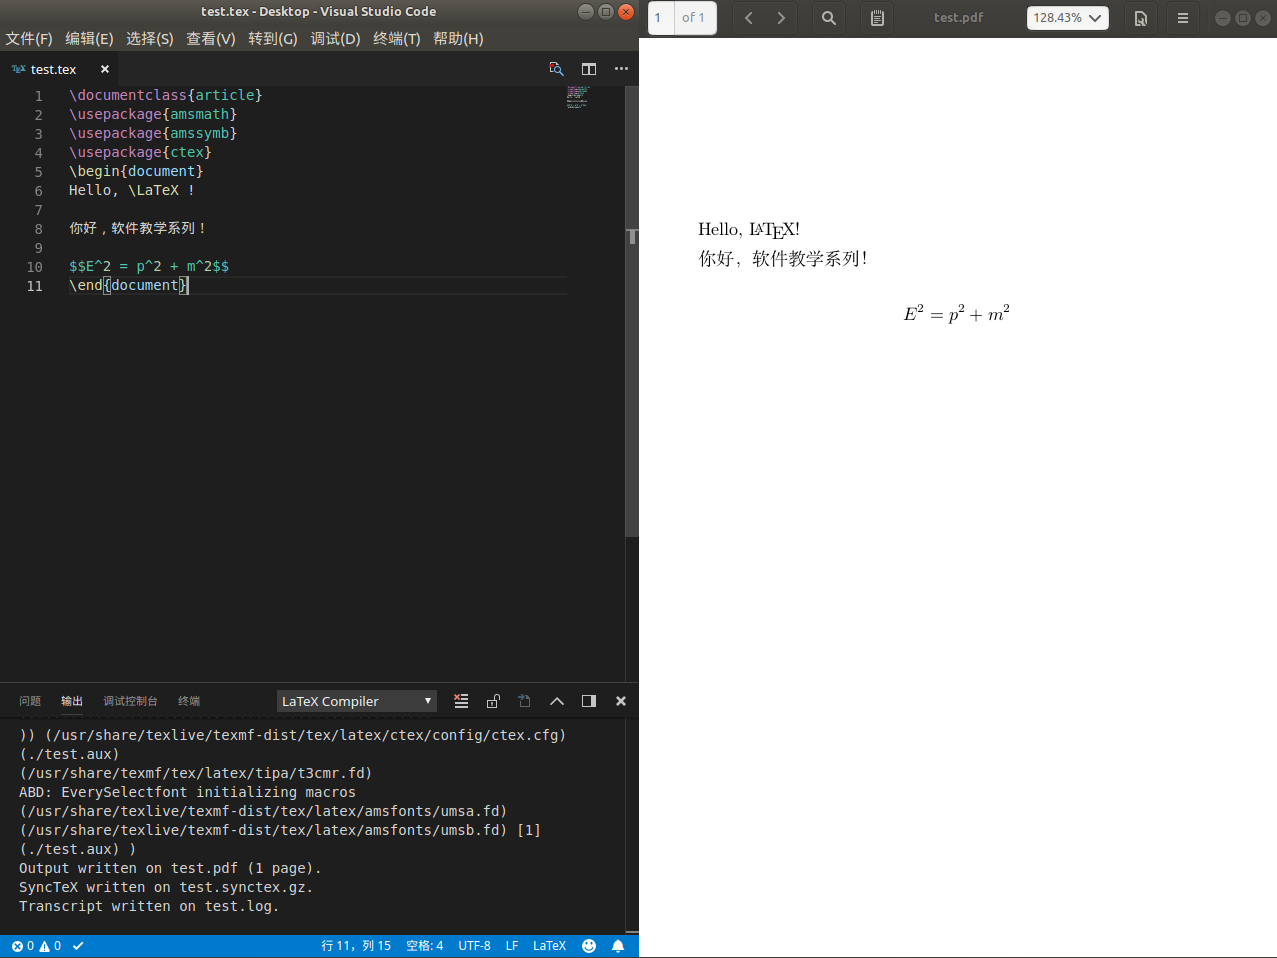 test.tex - Desktop - Visual Studio Code
文件(F) 编辑(E) 选择(S) 查看(V) 转到(G) 调试(D) 终端(T) 帮助(H)
TEX test.tex
1 \documentclass{article}
2 \usepackage{amsmath}
3 \usepackage{amssymb}
4 \usepackage{ctex}
5 \begin{document}
6 Hello, \LaTeX !
7
8 你好，软件教学系列！
9
10 $$E^2 = p^2 + m^2$$
11 \end{document}
问题 输出 调试控制台 终端 LaTeX Compiler
)) (/usr/share/texlive/texmf-dist/tex/latex/ctex/config/ctex.cfg)
(./test.aux)
(/usr/share/texmf/tex/latex/tipa/t3cmr.fd)
ABD: EverySelectfont initializing macros
(/usr/share/texlive/texmf-dist/tex/latex/amsfonts/umsa.fd)
(/usr/share/texlive/texmf-dist/tex/latex/amsfonts/umsb.fd) [1]
(./test.aux) )
Output written on test.pdf (1 page).
SyncTeX written on test.synctex.gz.
Transcript written on test.log.
0 0 行 11，列 15 空格: 4 UTF-8 LF LaTeX
1 of 1 test.pdf 128.43%
Hello, LATEX!
你好，软件教学系列！
E² = p² + m²